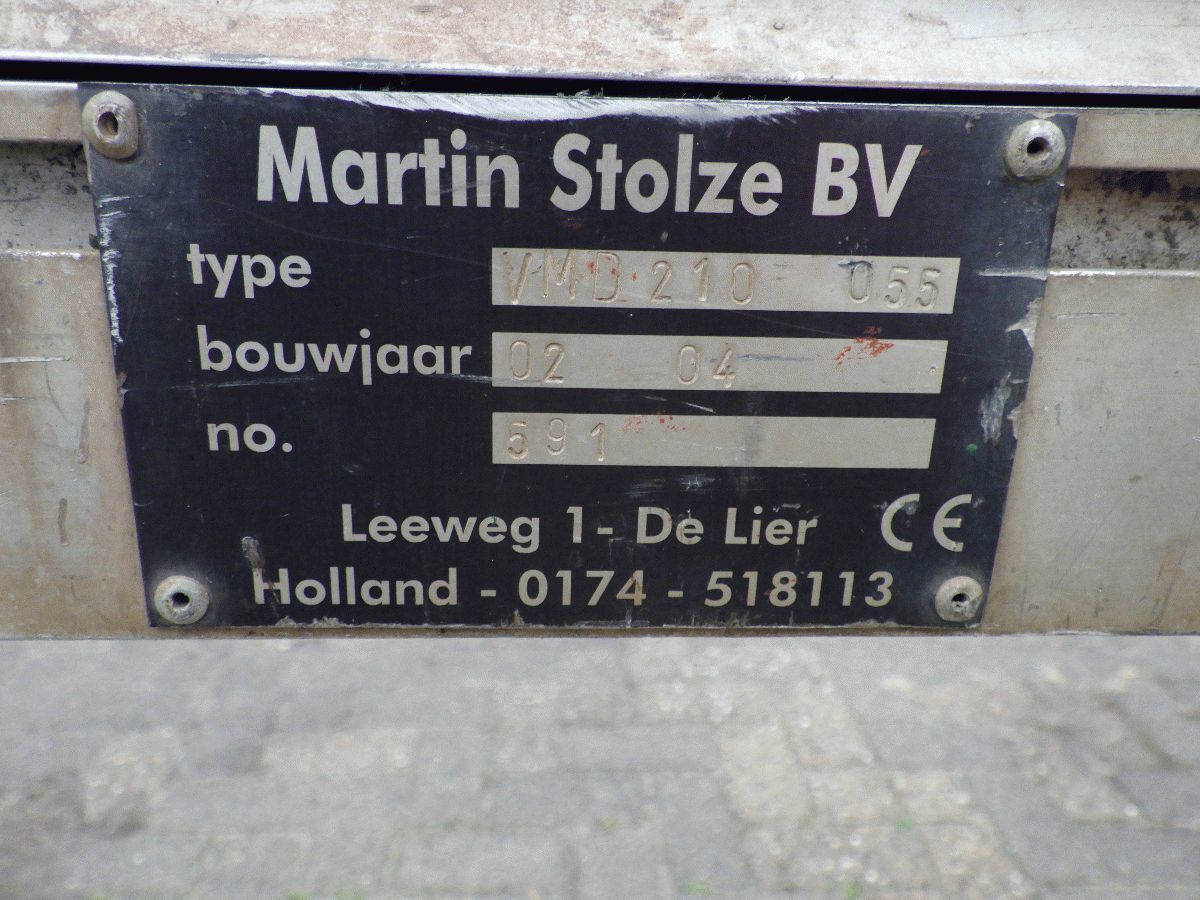 Martin Stolze BV
type VMD 210 055
bouwjaar 02 04
no. 591
Leeweg 1 - De Lier CE
Holland - 0174 - 518113